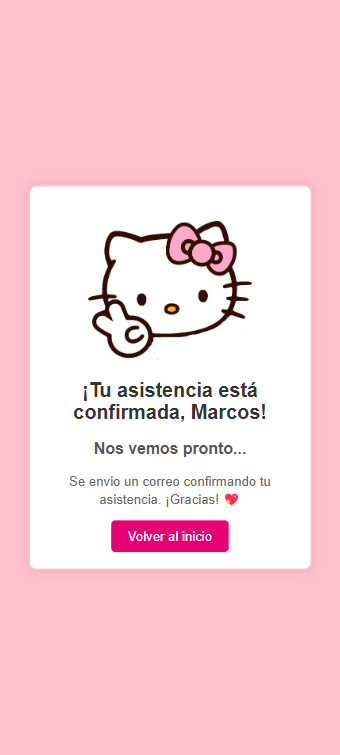 ¡Tu asistencia está
confirmada, Marcos!
Nos vemos pronto...
Se envio un correo confirmando tu
asistencia. ¡Gracias! 💖
Volver al inicio